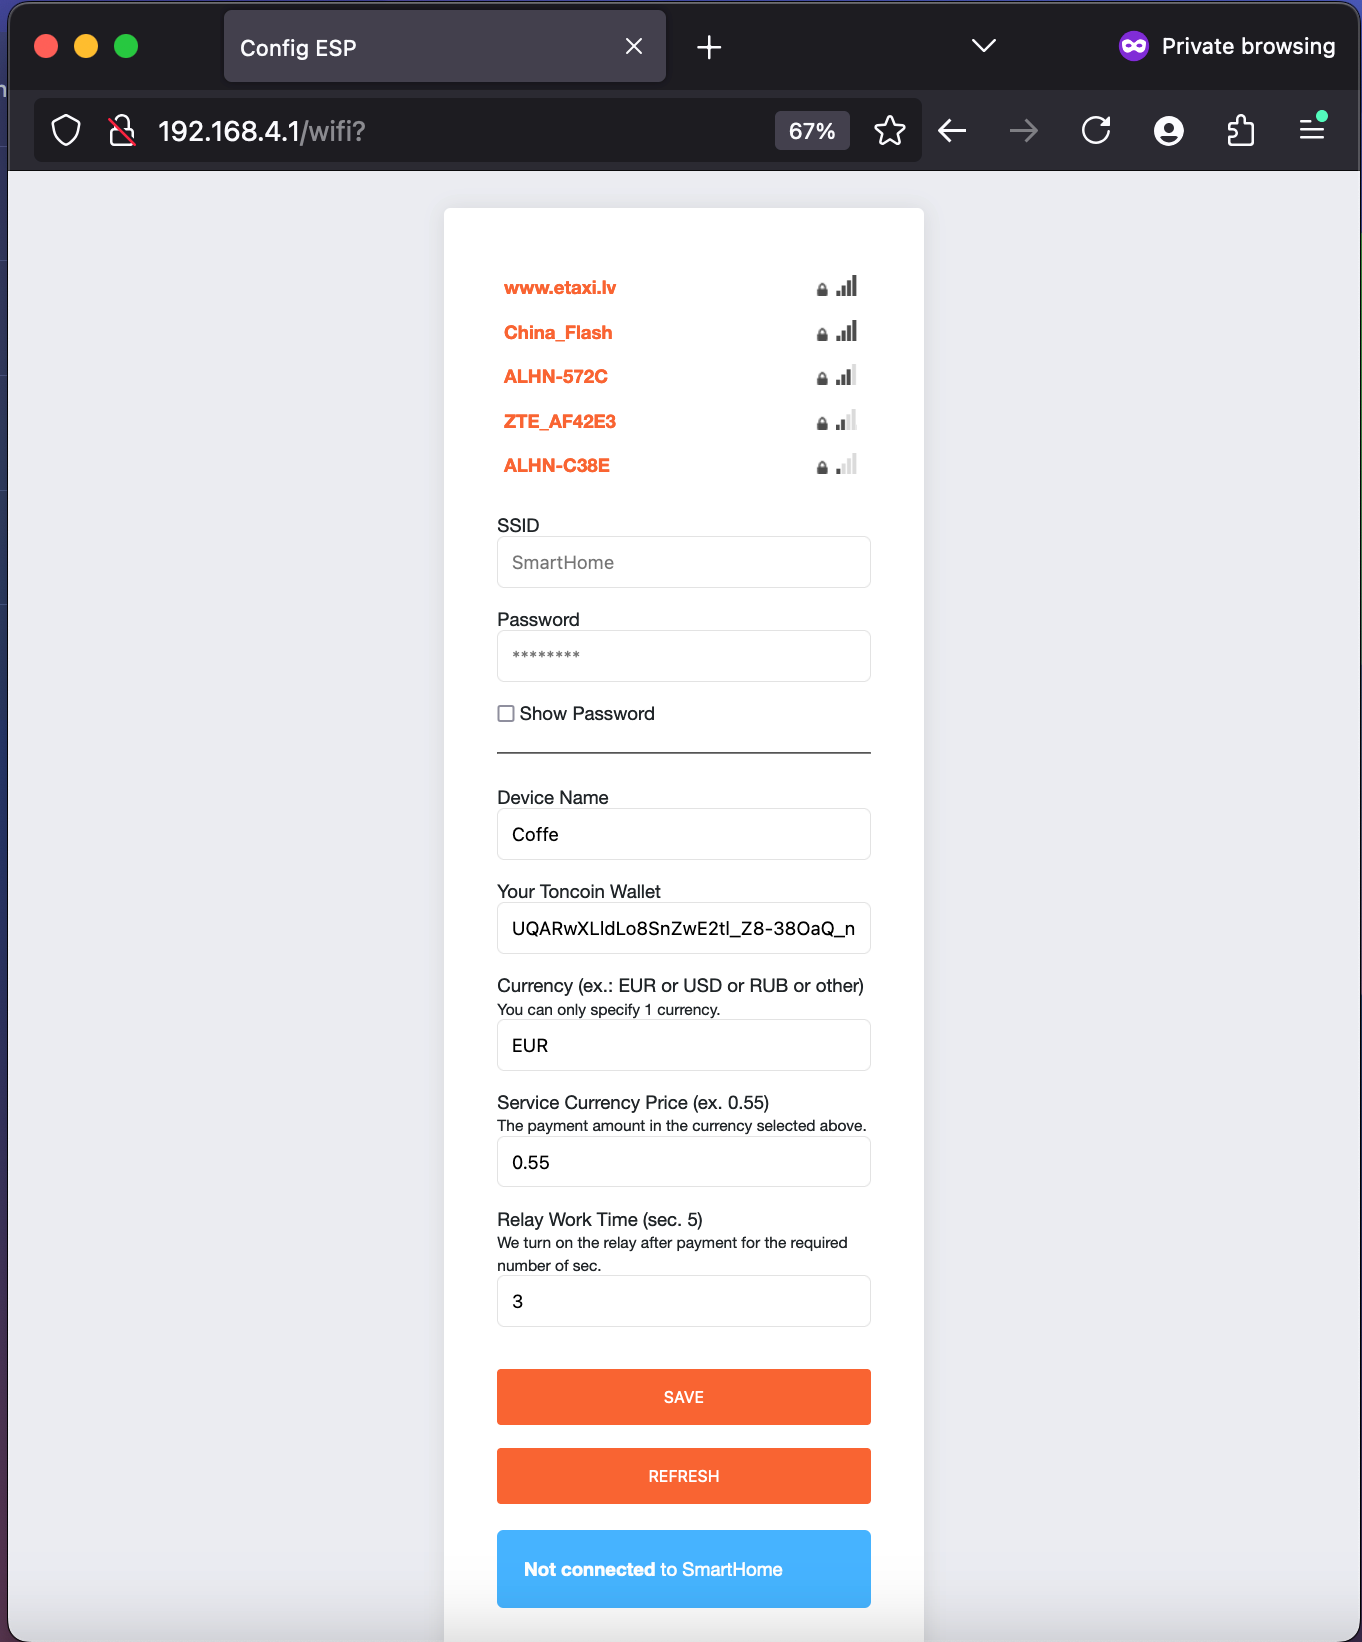 Config ESP
Private browsing
192.168.4.1/wifi?
67%
www.etaxi.lv
China_Flash
ALHN-572C
ZTE_AF42E3
ALHN-C38E
SSID
SmartHome
Password
********
Show Password
Device Name
Coffe
Your Toncoin Wallet
UQARwXLldLo8SnZwE2tl_Z8-38OaQ_n
Currency (ex.: EUR or USD or RUB or other)
You can only specify 1 currency.
EUR
Service Currency Price (ex. 0.55)
The payment amount in the currency selected above.
0.55
Relay Work Time (sec. 5)
We turn on the relay after payment for the required
number of sec.
3
SAVE
REFRESH
Not connected to SmartHome